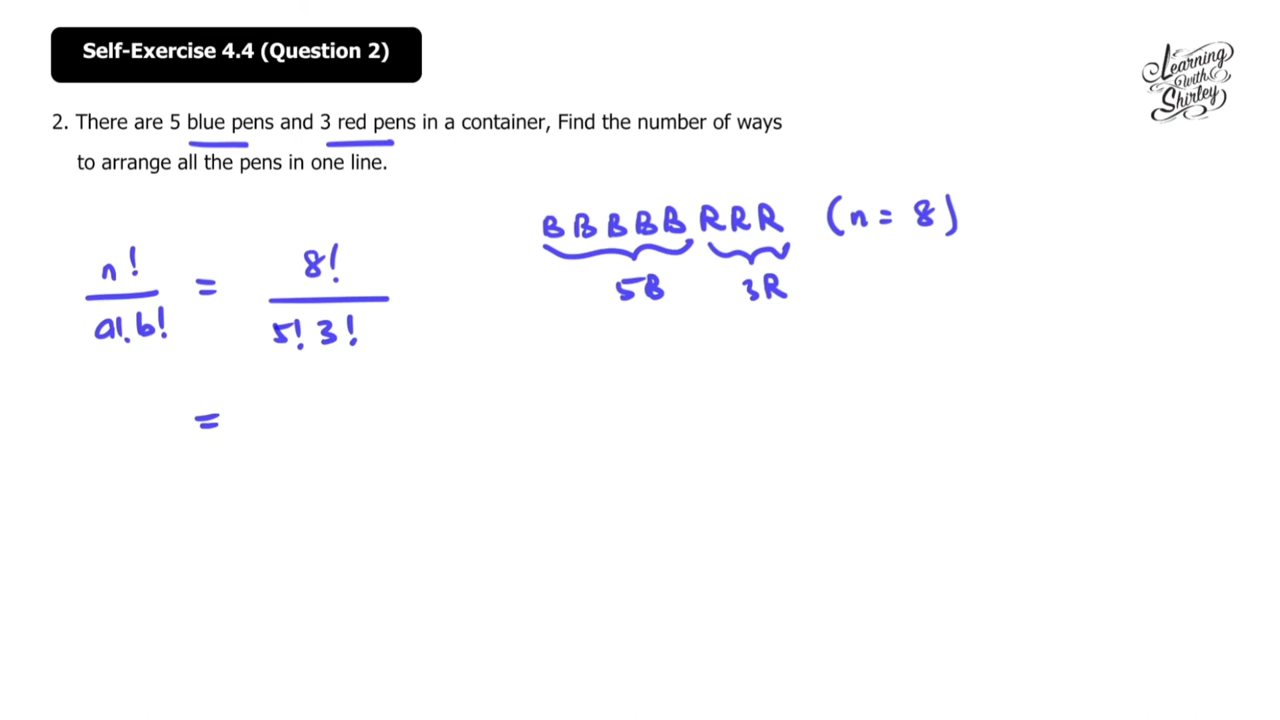 Self-Exercise 4.4 (Question 2)
Learning
with
Shirley
2. There are 5 blue pens and 3 red pens in a container, Find the number of ways
to arrange all the pens in one line.
B B B B B R R R (n = 8)
5B 3R
n! / a!.b! = 8! / 5! 3!
=